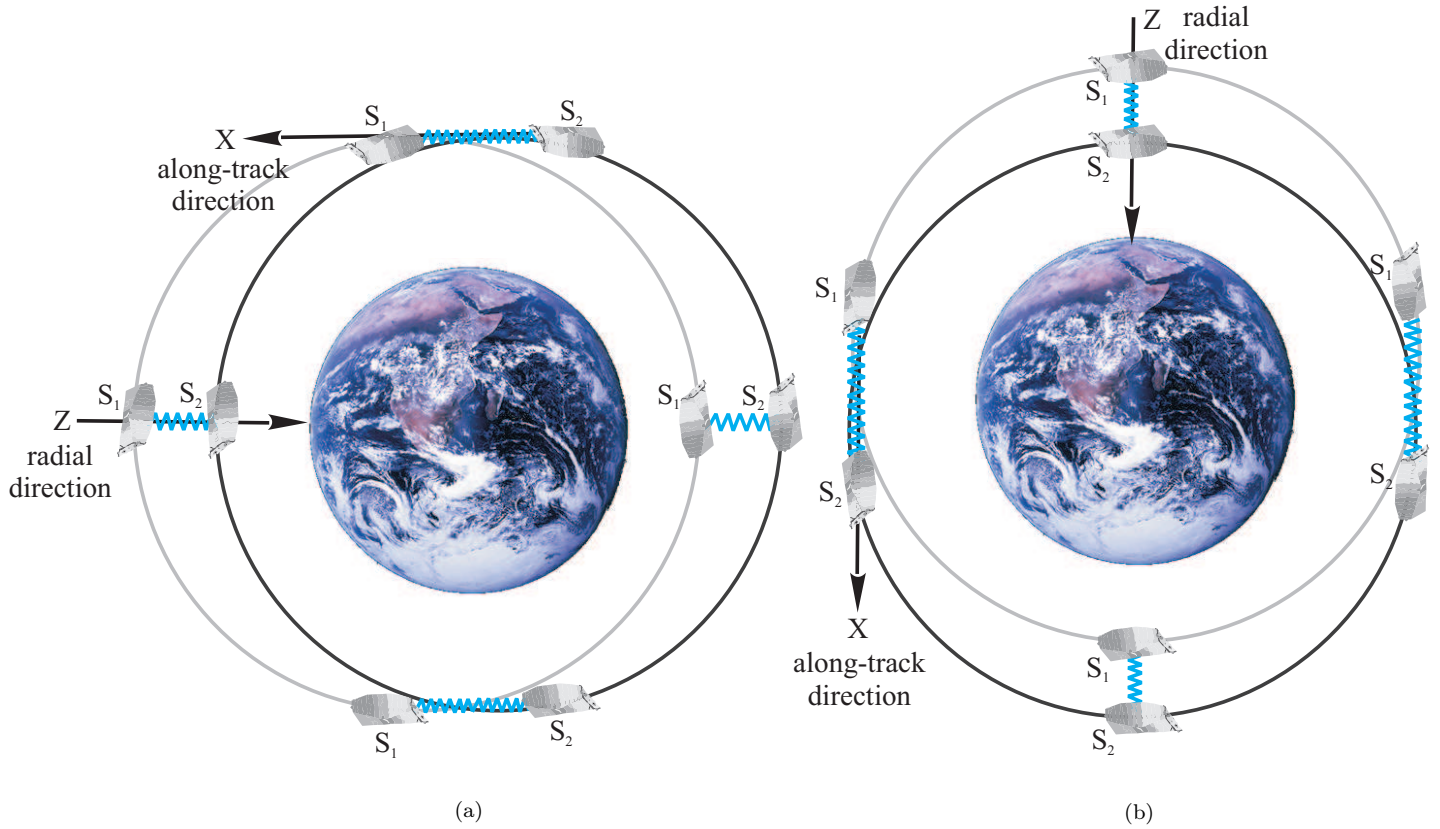 S1
S2
X
along-track
direction
S1
S2
Z
radial
direction
S1
S2
S1
S2
(a)
Z radial
direction
S1
S2
S1
S1
S2
S2
X
along-track
direction
S1
S2
(b)